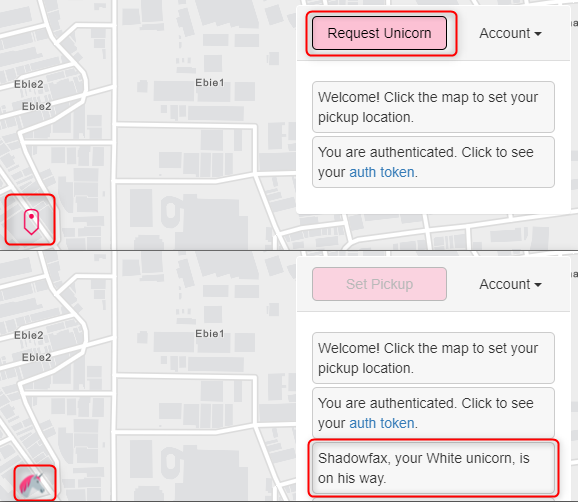 Request Unicorn
Account
Ebie2
Ebie2
Ebie1
Welcome! Click the map to set your
pickup location.
You are authenticated. Click to see
your auth token.
Set Pickup
Account
Ebie1
Ebie2
Ebie2
Welcome! Click the map to set your
pickup location.
You are authenticated. Click to see
your auth token.
Shadowfax, your White unicorn, is
on his way.